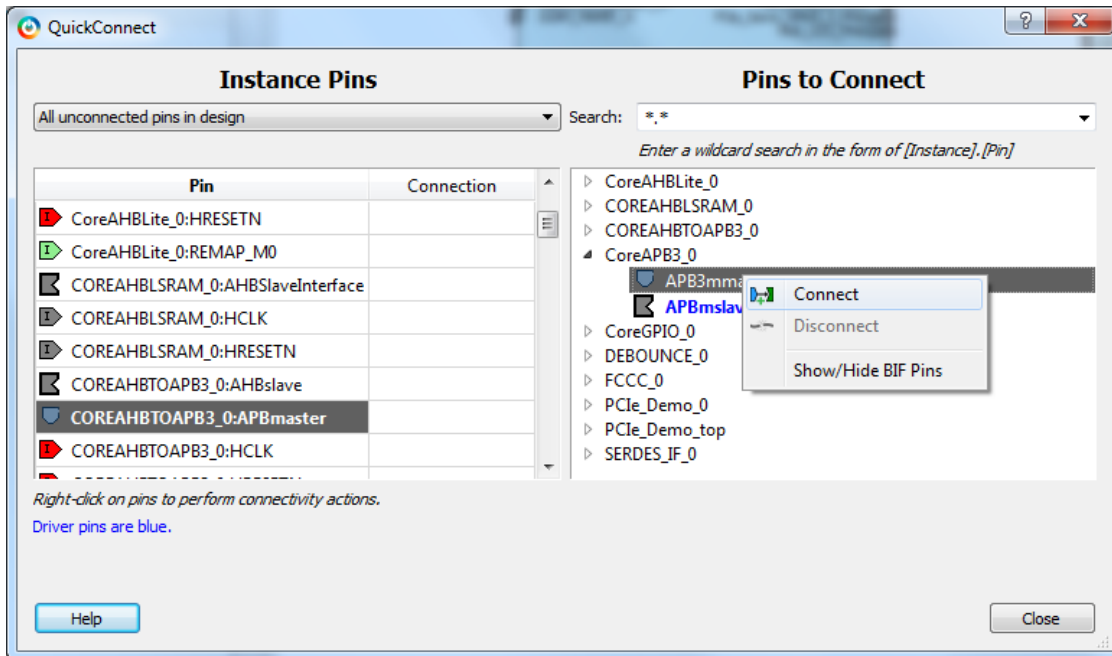 QuickConnect
Instance Pins
Pins to Connect
All unconnected pins in design
Search: *.*
Enter a wildcard search in the form of [Instance].[Pin]
Pin Connection
CoreAHBLite_0:HRESETN
CoreAHBLite_0:REMAP_M0
COREAHBLSRAM_0:AHBSlaveInterface
COREAHBLSRAM_0:HCLK
COREAHBLSRAM_0:HRESETN
COREAHBTOAPB3_0:AHBslave
COREAHBTOAPB3_0:APBmaster
COREAHBTOAPB3_0:HCLK
CoreAHBLite_0
COREAHBLSRAM_0
COREAHBTOAPB3_0
CoreAPB3_0
APB3mma
APBmslav
CoreGPIO_0
DEBOUNCE_0
FCCC_0
PCIe_Demo_0
PCIe_Demo_top
SERDES_IF_0
Connect
Disconnect
Show/Hide BIF Pins
Right-click on pins to perform connectivity actions.
Driver pins are blue.
Help
Close